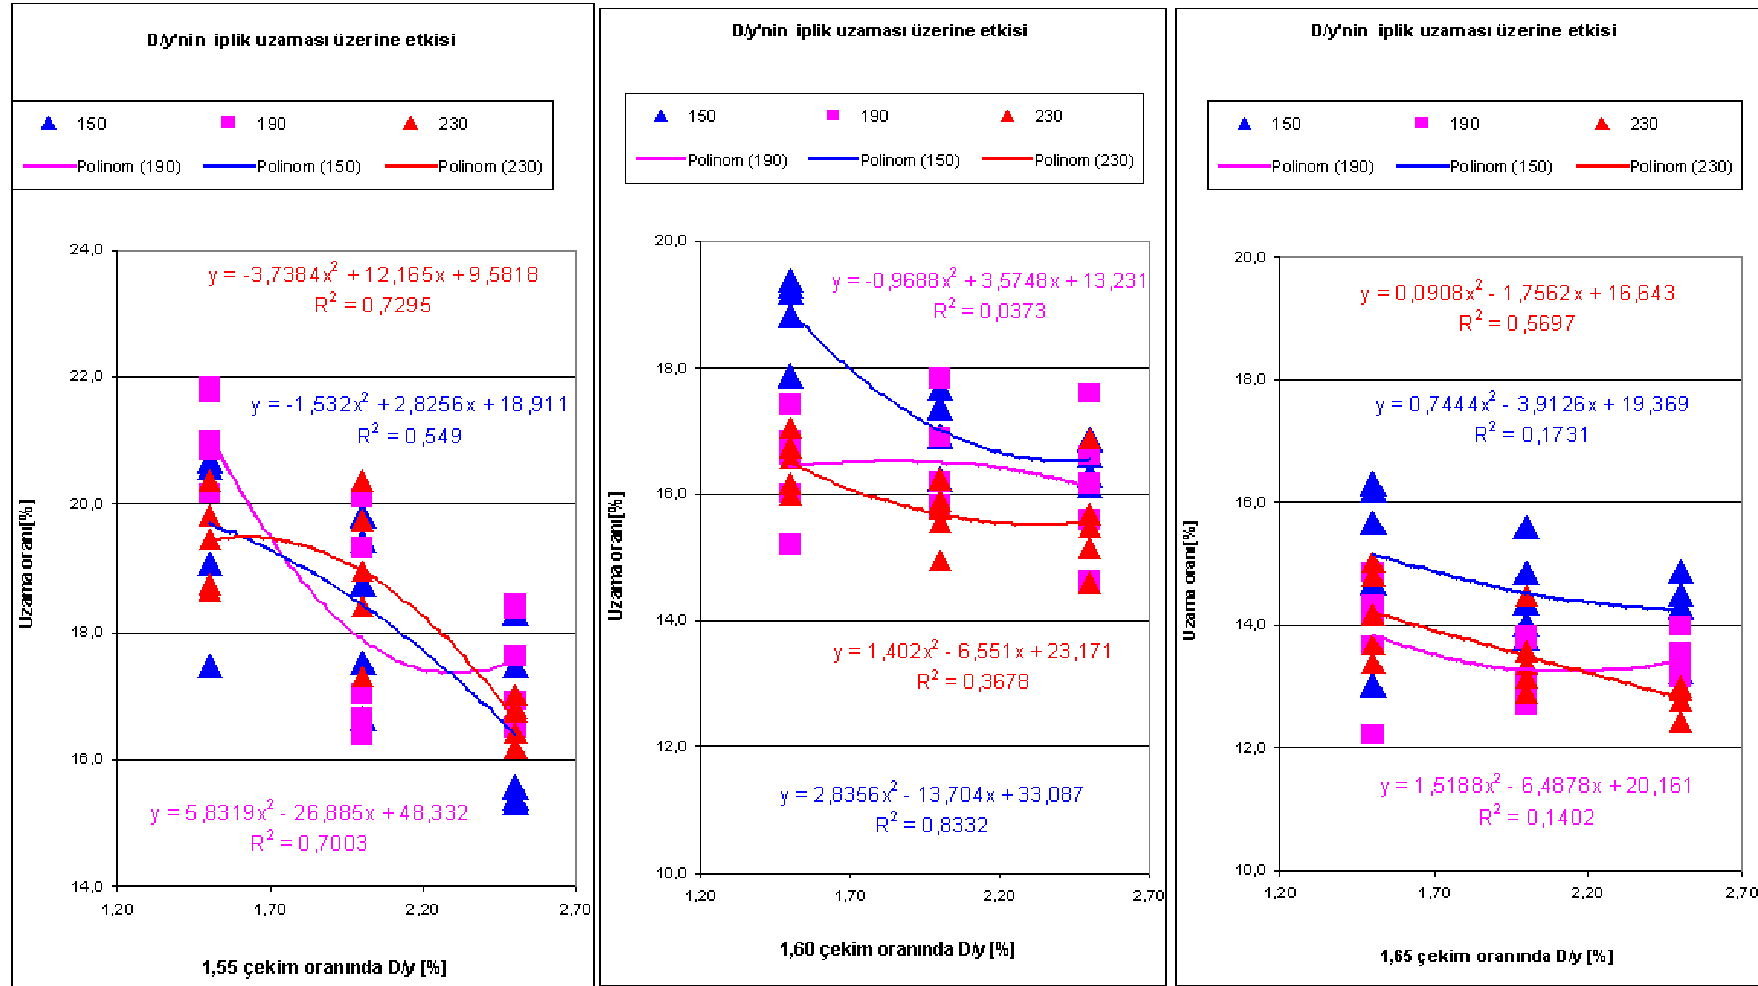 D/y'nin iplik uzaması üzerine etkisi
150 190 230
Polinom (190) Polinom (150) Polinom (230)
24,0
22,0
20,0
18,0
16,0
14,0
1,20 1,70 2,20 2,70
Uzama oranı[%]
y = -3,7384x² + 12,165x + 9,5818
R² = 0,7295
y = -1,532x² + 2,8256x + 18,911
R² = 0,549
y = 5,8319x² - 26,885x + 48,332
R² = 0,7003
1,55 çekim oranında D/y [%]
D/y'nin iplik uzaması üzerine etkisi
150 190 230
Polinom (190) Polinom (150) Polinom (230)
20,0
18,0
16,0
14,0
12,0
10,0
1,20 1,70 2,20 2,70
Uzama oranı[%]
y = -0,9688x² + 3,5748x + 13,231
R² = 0,0373
y = 1,402x² - 6,551x + 23,171
R² = 0,3678
y = 2,8356x² - 13,704x + 33,087
R² = 0,8332
1,60 çekim oranında D/y [%]
D/y'nin iplik uzaması üzerine etkisi
150 190 230
Polinom (190) Polinom (150) Polinom (230)
20,0
18,0
16,0
14,0
12,0
10,0
1,20 1,70 2,20 2,70
Uzama oranı[%]
y = 0,0908x² - 1,7562x + 16,643
R² = 0,5697
y = 0,7444x² - 3,9126x + 19,369
R² = 0,1731
y = 1,5188x² - 6,4878x + 20,161
R² = 0,1402
1,65 çekim oranında D/y [%]